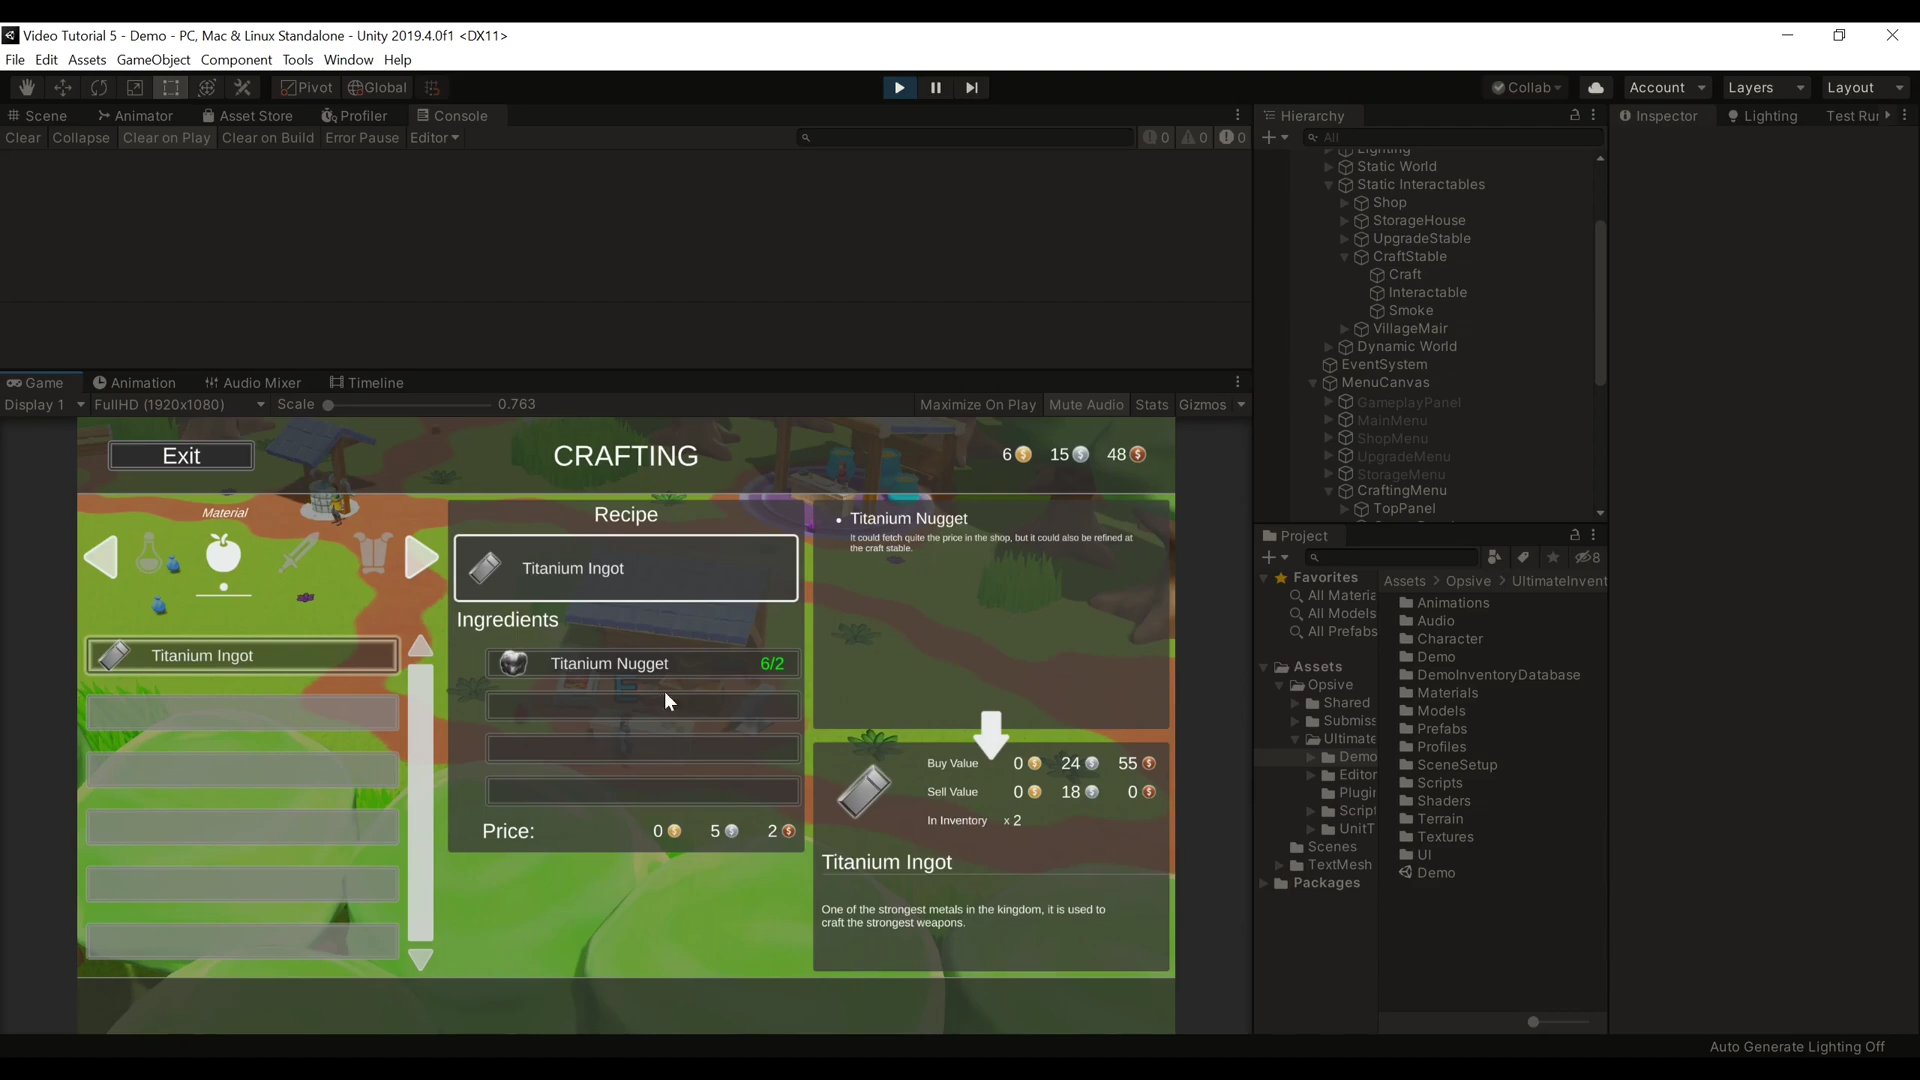 Video Tutorial 5 - Demo - PC, Mac & Linux Standalone - Unity 2019.4.0f1 <DX11>
File Edit Assets GameObject Component Tools Window Help
Pivot Global Collab Account Layers Layout
Scene Animator Asset Store Profiler Console
Clear Collapse Clear on Play Clear on Build Error Pause Editor 0 0 0
Game Animation Audio Mixer Timeline
Display 1 FullHD (1920x1080) Scale 0.763 Maximize On Play Mute Audio Stats Gizmos
Exit CRAFTING 6 15 48
Material
Titanium Ingot
Recipe
Titanium Ingot
Ingredients
Titanium Nugget 6/2
E
Price: 0 5 2
• Titanium Nugget
It could fetch quite the price in the shop, but it could also be refined at
the craft stable.
Buy Value 0 24 55
Sell Value 0 18 0
In Inventory x 2
Titanium Ingot
One of the strongest metals in the kingdom, it is used to
craft the strongest weapons.
Hierarchy
All
Lighting
Static World
Static Interactables
Shop
StorageHouse
UpgradeStable
CraftStable
Craft
Interactable
Smoke
VillageMair
Dynamic World
EventSystem
MenuCanvas
GameplayPanel
MainMenu
ShopMenu
UpgradeMenu
StorageMenu
CraftingMenu
TopPanel
Inspector Lighting Test Rur
Project
8
Favorites
All Materia
All Models
All Prefabs
Assets
Opsive
Shared
Submiss
Ultimate
Demo
Editor
Plugin
Script
UnitT
Scenes
TextMesh
Packages
Assets > Opsive > UltimateInvent
Animations
Audio
Character
Demo
DemoInventoryDatabase
Materials
Models
Prefabs
Profiles
SceneSetup
Scripts
Shaders
Terrain
Textures
UI
Demo
Auto Generate Lighting Off